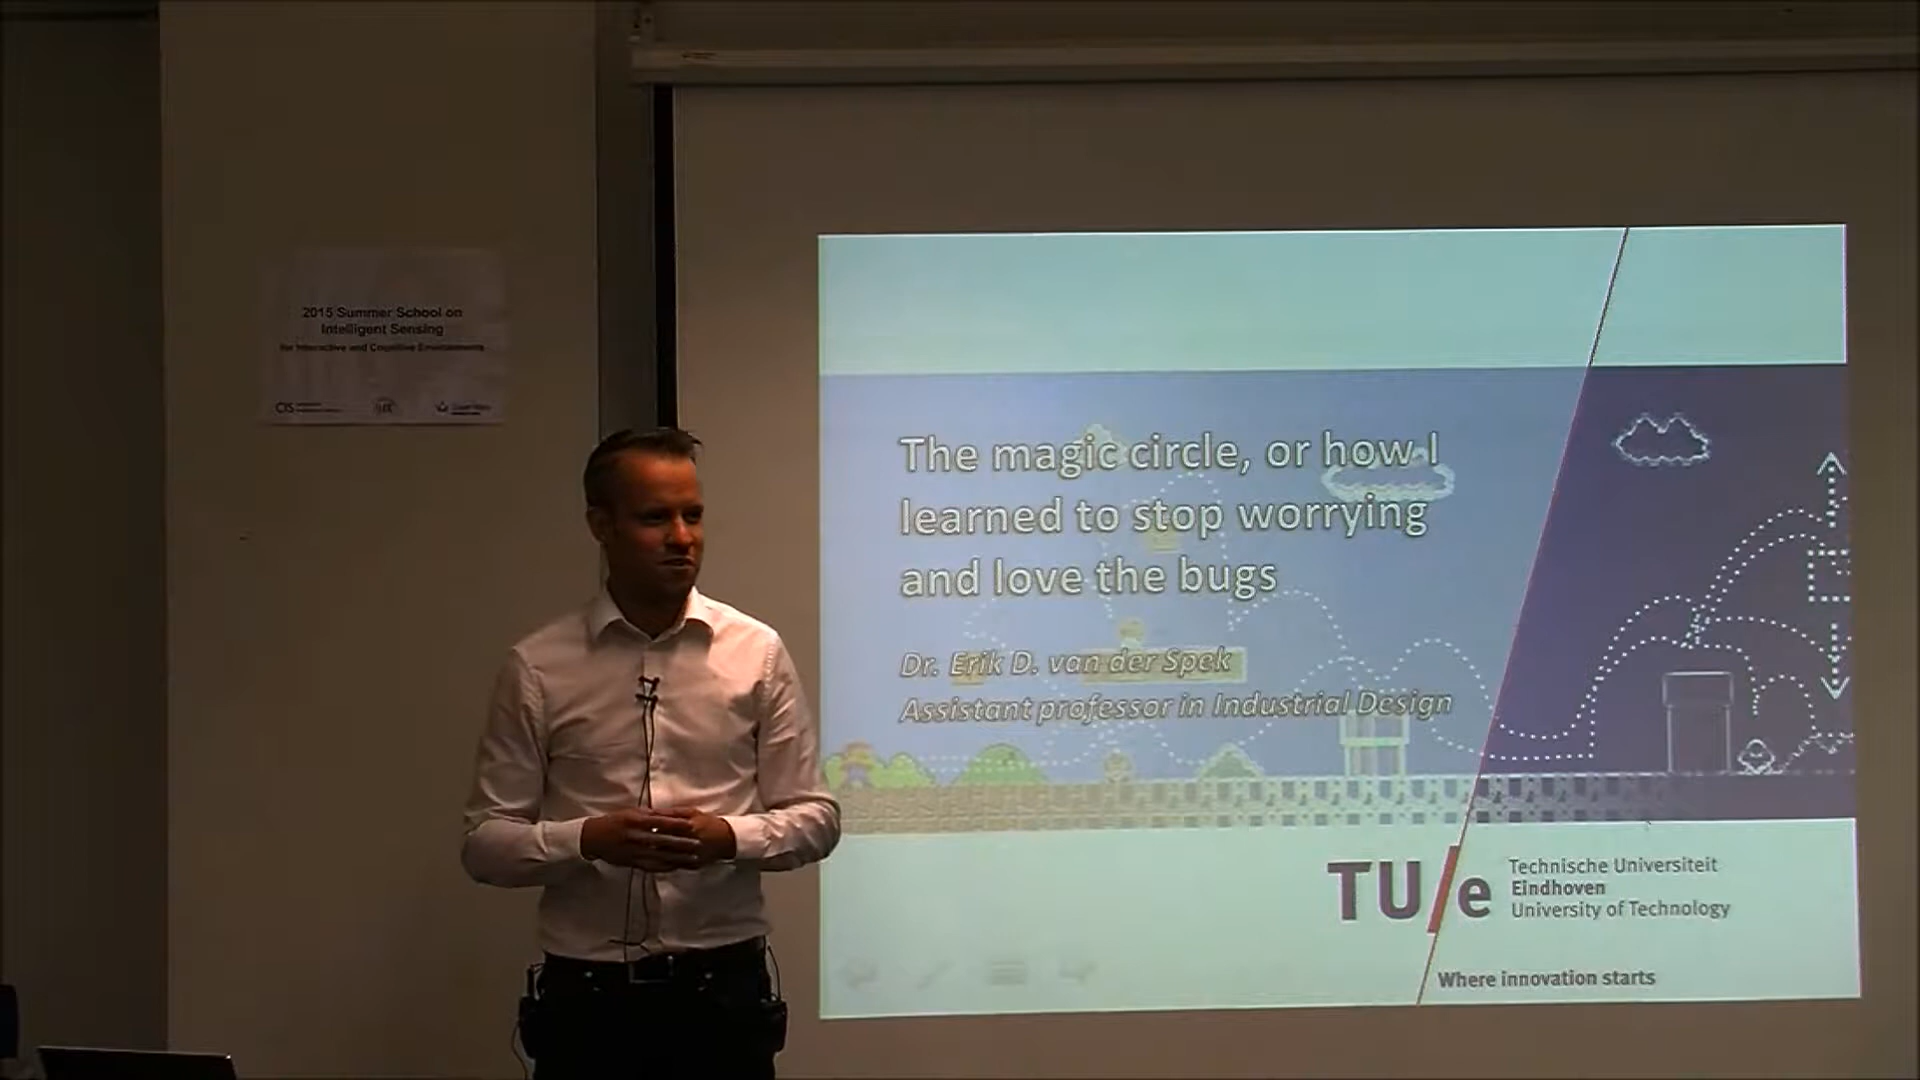 2015 Summer School on
Intelligent Sensing
for Interactive and Cognitive Environments
CIS
The magic circle, or how I
learned to stop worrying
and love the bugs
Dr. Erik D. van der Spek
Assistant professor in Industrial Design
TU/e
Technische Universiteit
Eindhoven
University of Technology
Where innovation starts